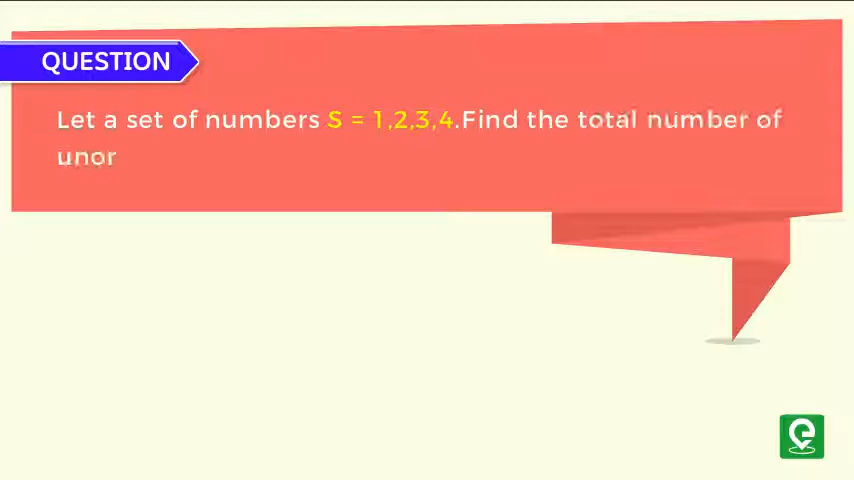 QUESTION
Let a set of numbers S = 1,2,3,4.Find the total number of
unor